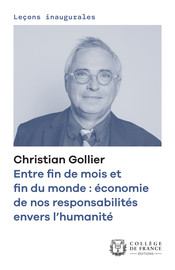 Leçons inaugurales
Christian Gollier
Entre fin de mois et
fin du monde : économie
de nos responsabilités
envers l’humanité
COLLÈGE
DE FRANCE
ÉDITIONS